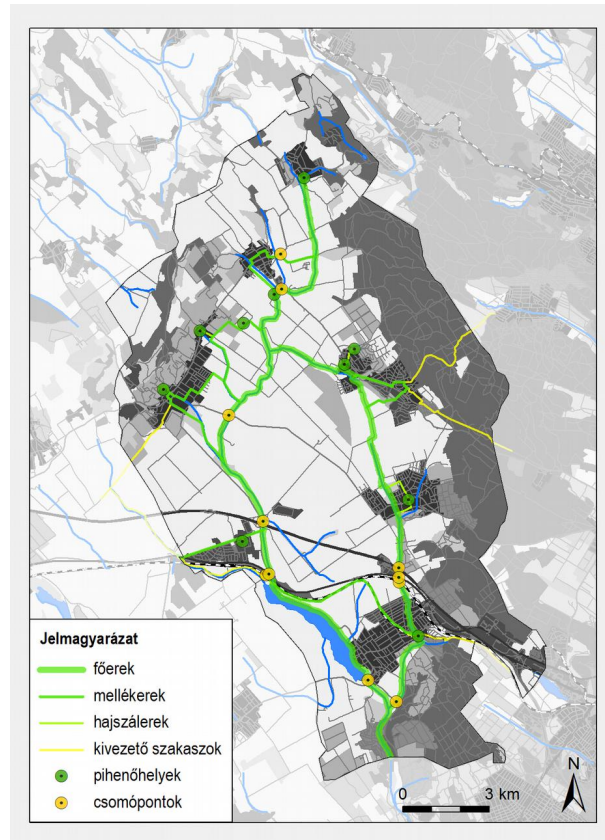 Jelmagyarázat
főerek
mellékerek
hajszálerek
kivezető szakaszok
pihenőhelyek
csomópontok
0 3 km
N